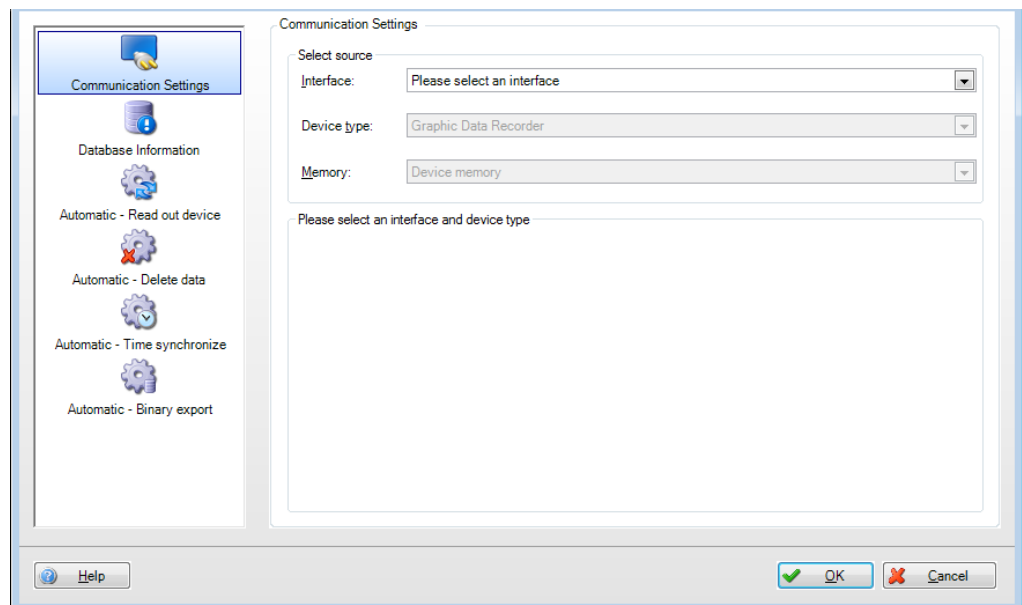 Communication Settings
Database Information
Automatic - Read out device
Automatic - Delete data
Automatic - Time synchronize
Automatic - Binary export
Communication Settings
Select source
Interface: Please select an interface
Device type: Graphic Data Recorder
Memory: Device memory
Please select an interface and device type
Help OK Cancel